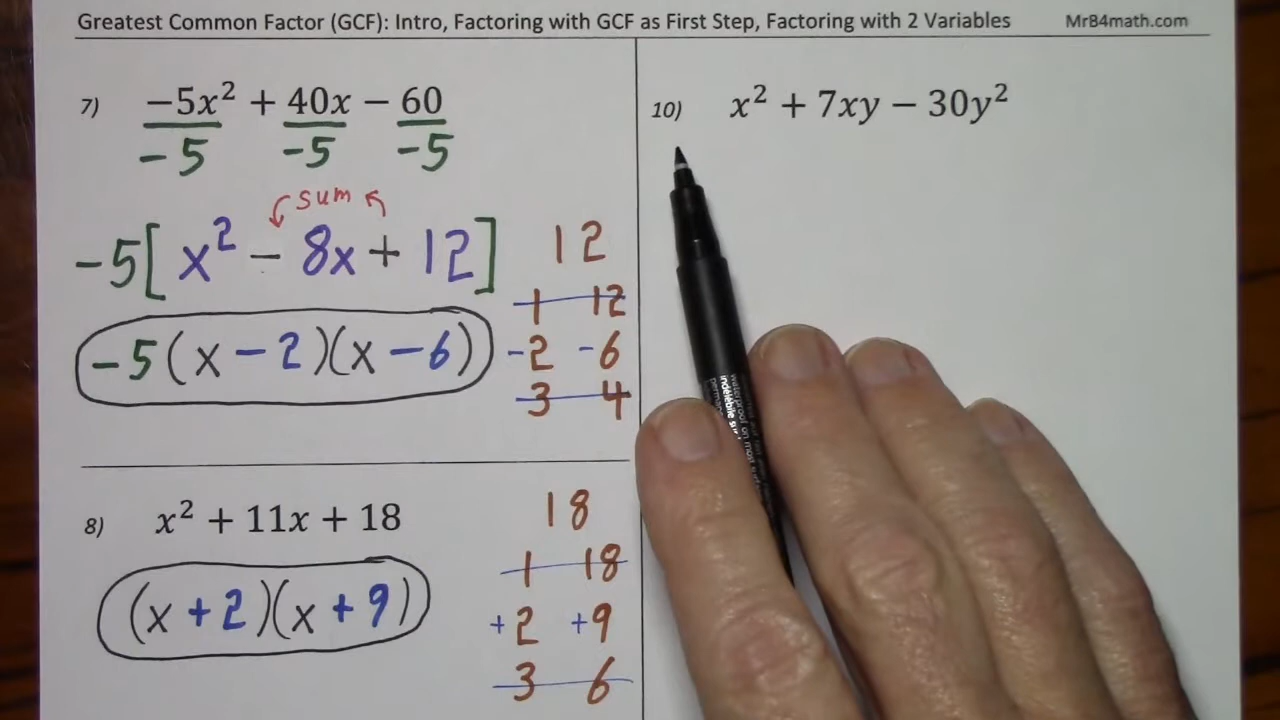 Greatest Common Factor (GCF): Intro, Factoring with GCF as First Step, Factoring with 2 Variables Mr84math.com
7) −5x² + 40x − 60
−5 −5 −5
sum
−5[x² − 8x + 12]
−5(x − 2)(x − 6)
12
1 12
−2 −6
3 4
8) x² + 11x + 18
(x + 2)(x + 9)
18
1 18
+2 +9
3 6
10) x² + 7xy − 30y²